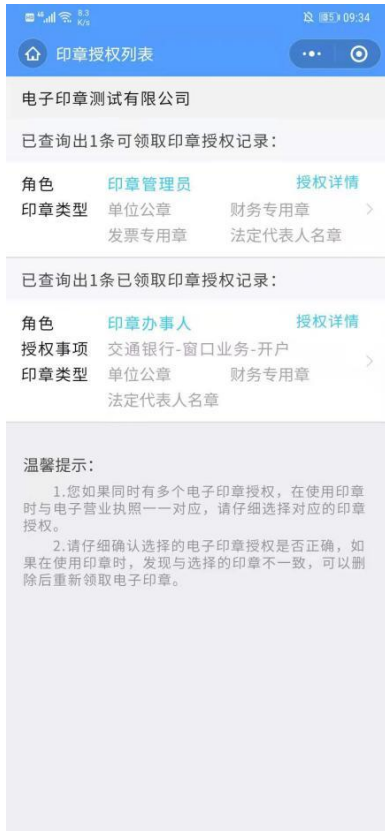 8.3
K/s
09:34
印章授权列表
电子印章测试有限公司
已查询出1条可领取印章授权记录：
角色 印章管理员 授权详情
印章类型 单位公章 财务专用章
发票专用章 法定代表人名章
已查询出1条已领取印章授权记录：
角色 印章办事人 授权详情
授权事项 交通银行-窗口业务-开户
印章类型 单位公章 财务专用章
法定代表人名章
温馨提示：
1.您如果同时有多个电子印章授权，在使用印章
时与电子营业执照一一对应，请仔细选择对应的印章
授权。
2.请仔细确认选择的电子印章授权是否正确，如
果在使用印章时，发现与选择的印章不一致，可以删
除后重新领取电子印章。